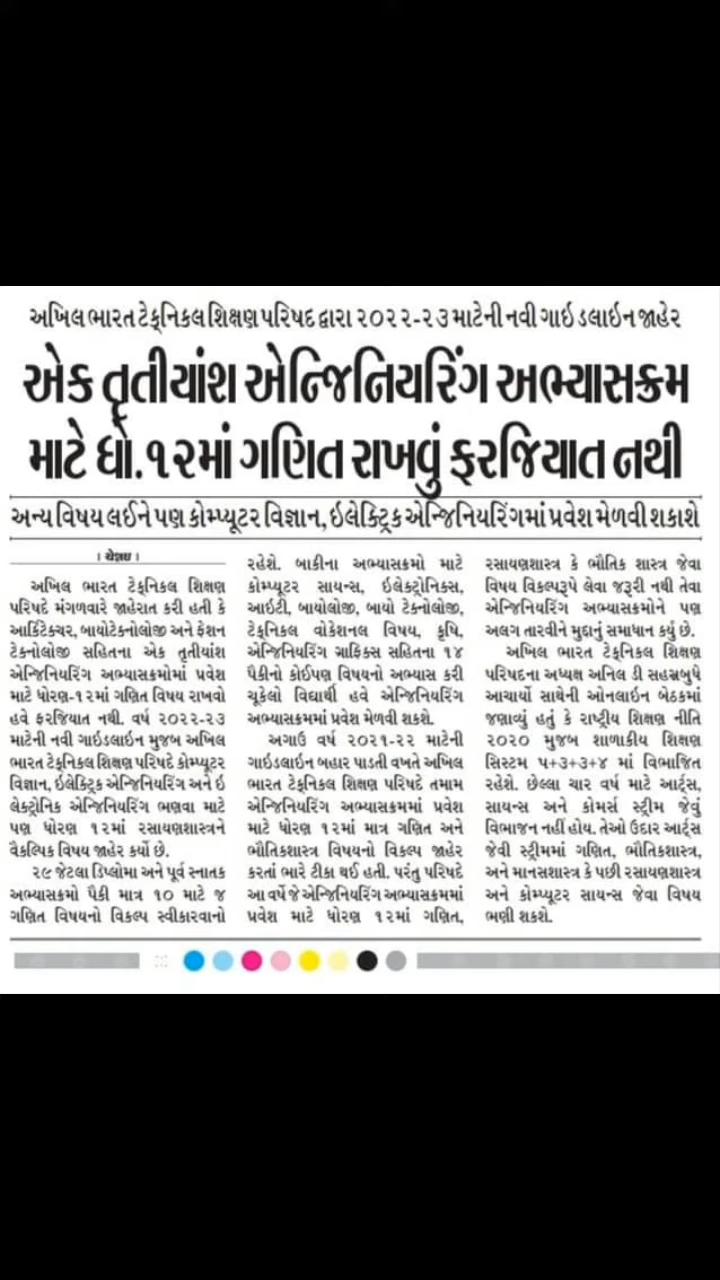 અખિલ ભારત ટેક્નિકલ શિક્ષણ પરિષદ દ્વારા ૨૦૨૨-૨૩ માટેની નવી ગાઇડલાઇન જાહેર
એક તૃતીયાંશ એન્જિનિયરિંગ અભ્યાસક્રમ
માટે ધો.૧૨માં ગણિત રાખવું ફરજિયાત નથી
અન્ય વિષય લઈને પણ કોમ્પ્યૂટર વિજ્ઞાન, ઇલેક્ટ્રિક એન્જિનિયરિંગમાં પ્રવેશ મેળવી શકાશે
। ચેન્નાઇ ।
અખિલ ભારત ટેક્નિકલ શિક્ષણ
પરિષદે મંગળવારે જાહેરાત કરી હતી કે
આર્કિટેક્ચર, બાયોટેક્નોલોજી અને ફેશન
ટેક્નોલોજી સહિતના એક તૃતીયાંશ
એન્જિનિયરિંગ અભ્યાસક્રમોમાં પ્રવેશ
માટે ધોરણ-૧૨માં ગણિત વિષય રાખવો
હવે ફરજિયાત નથી. વર્ષ ૨૦૨૨-૨૩
માટેની નવી ગાઇડલાઇન મુજબ અખિલ
ભારત ટેક્નિકલ શિક્ષણ પરિષદે કોમ્પ્યૂટર
વિજ્ઞાન, ઇલેક્ટ્રિક એન્જિનિયરિંગ અને ઇ
લેક્ટ્રોનિક એન્જિનિયરિંગ ભણવા માટે
પણ ધોરણ ૧૨માં રસાયણશાસ્ત્રને
વૈકલ્પિક વિષય જાહેર કર્યો છે.
૨૯ જેટલા ડિપ્લોમા અને પૂર્વ સ્નાતક
અભ્યાસક્રમો પૈકી માત્ર ૧૦ માટે જ
ગણિત વિષયનો વિકલ્પ સ્વીકારવાનો
રહેશે. બાકીના અભ્યાસક્રમો માટે
કોમ્પ્યૂટર સાયન્સ, ઇલેક્ટ્રોનિક્સ,
આઇટી, બાયોલોજી, બાયો ટેક્નોલોજી,
ટેક્નિકલ વોકેશનલ વિષય, કૃષિ,
એન્જિનિયરિંગ ગ્રાફિક્સ સહિતના ૧૪
પૈકીનો કોઈપણ વિષયનો અભ્યાસ કરી
ચૂકેલો વિદ્યાર્થી હવે એન્જિનિયરિંગ
અભ્યાસક્રમમાં પ્રવેશ મેળવી શકશે.
અગાઉ વર્ષ ૨૦૨૧-૨૨ માટેની
ગાઇડલાઇન બહાર પાડતી વખતે અખિલ
ભારત ટેક્નિકલ શિક્ષણ પરિષદે તમામ
એન્જિનિયરિંગ અભ્યાસક્રમમાં પ્રવેશ
માટે ધોરણ ૧૨માં માત્ર ગણિત અને
ભૌતિકશાસ્ત્ર વિષયનો વિકલ્પ જાહેર
કરતાં ભારે ટીકા થઈ હતી. પરંતુ પરિષદે
આ વર્ષે જે એન્જિનિયરિંગ અભ્યાસક્રમમાં
પ્રવેશ માટે ધોરણ ૧૨માં ગણિત,
રસાયણશાસ્ત્ર કે ભૌતિક શાસ્ત્ર જેવા
વિષય વિકલ્પરૂપે લેવા જરૂરી નથી તેવા
એન્જિનિયરિંગ અભ્યાસક્રમોને પણ
અલગ તારવીને મુદ્દાનું સમાધાન કર્યું છે.
અખિલ ભારત ટેક્નિકલ શિક્ષણ
પરિષદના અધ્યક્ષ અનિલ ડી સહસ્રબુધે
આચાર્યો સાથેની ઓનલાઇન બેઠકમાં
જણાવ્યું હતું કે રાષ્ટ્રીય શિક્ષણ નીતિ
૨૦૨૦ મુજબ શાળાકીય શિક્ષણ
સિસ્ટમ ૫+૩+૩+૪ માં વિભાજિત
રહેશે. છેલ્લા ચાર વર્ષ માટે આર્ટ્સ,
સાયન્સ અને કોમર્સ સ્ટ્રીમ જેવું
વિભાજન નહીં હોય. તેઓ ઉદાર આર્ટ્સ
જેવી સ્ટ્રીમમાં ગણિત, ભૌતિકશાસ્ત્ર,
અને માનસશાસ્ત્ર કે પછી રસાયણશાસ્ત્ર
અને કોમ્પ્યૂટર સાયન્સ જેવા વિષય
ભણી શકશે.